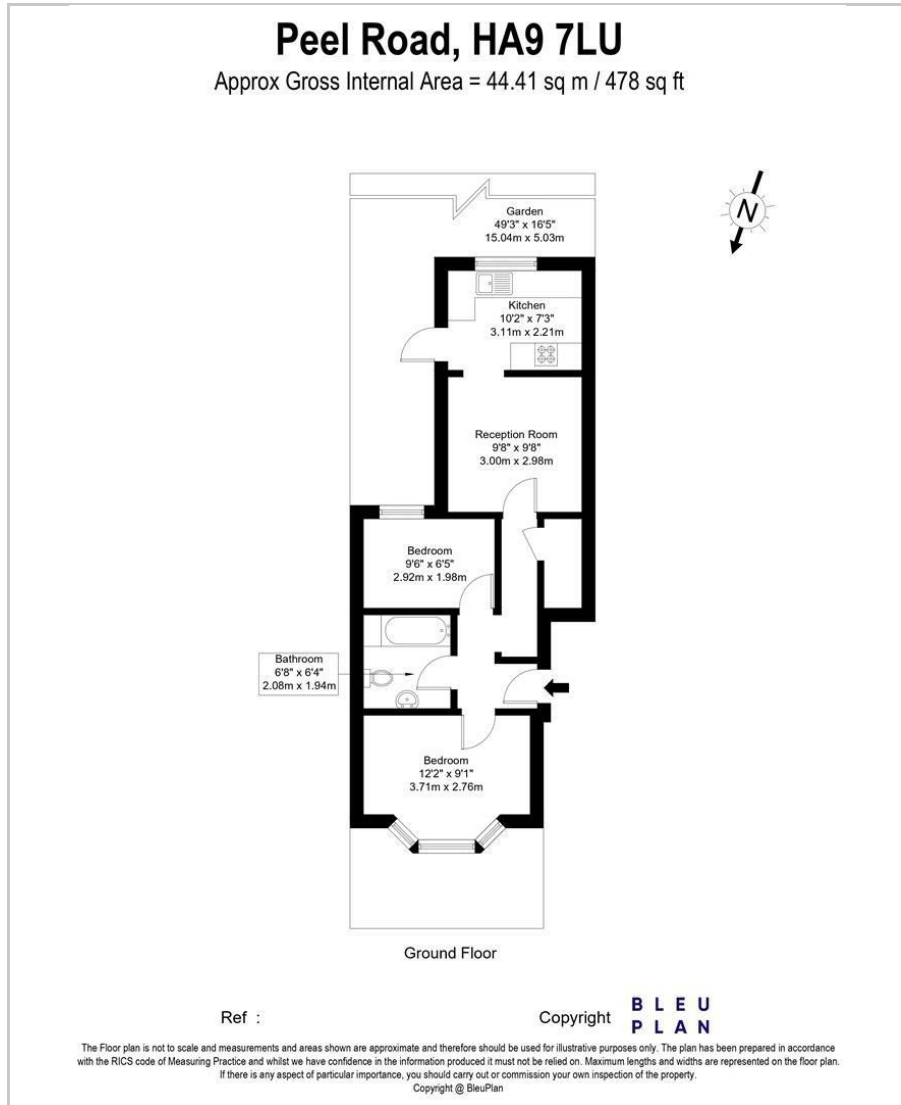 Peel Road, HA9 7LU
Approx Gross Internal Area = 44.41 sq m / 478 sq ft
N
Garden
49'3" x 16'5"
15.04m x 5.03m
Kitchen
10'2" x 7'3"
3.11m x 2.21m
Reception Room
9'8" x 9'8"
3.00m x 2.98m
Bedroom
9'6" x 6'5"
2.92m x 1.98m
Bathroom
6'8" x 6'4"
2.08m x 1.94m
Bedroom
12'2" x 9'1"
3.71m x 2.76m
Ground Floor
Ref :
Copyright
BLEU
PLAN
The Floor plan is not to scale and measurements and areas shown are approximate and therefore should be used for illustrative purposes only. The plan has been prepared in accordance
with the RICS code of Measuring Practice and whilst we have confidence in the information produced it must not be relied on. Maximum lengths and widths are represented on the floor plan.
If there is any aspect of particular importance, you should carry out or commission your own inspection of the property.
Copyright @ BleuPlan